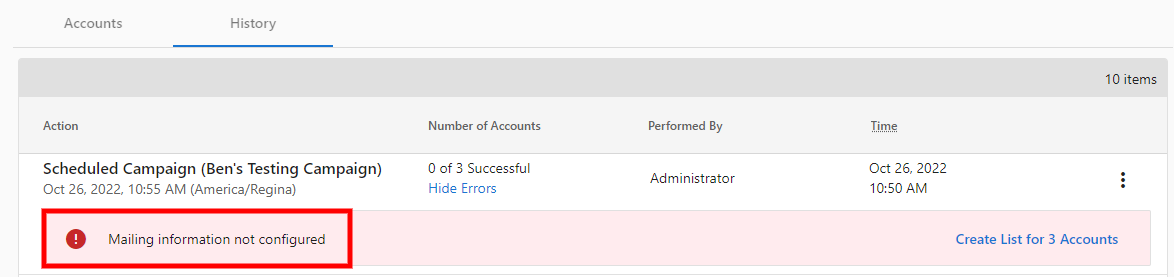 Accounts
History
10 items
Action
Number of Accounts
Performed By
Time
Scheduled Campaign (Ben's Testing Campaign)
0 of 3 Successful
Administrator
Oct 26, 2022
Oct 26, 2022, 10:55 AM (America/Regina)
Hide Errors
10:50 AM
Mailing information not configured
Create List for 3 Accounts